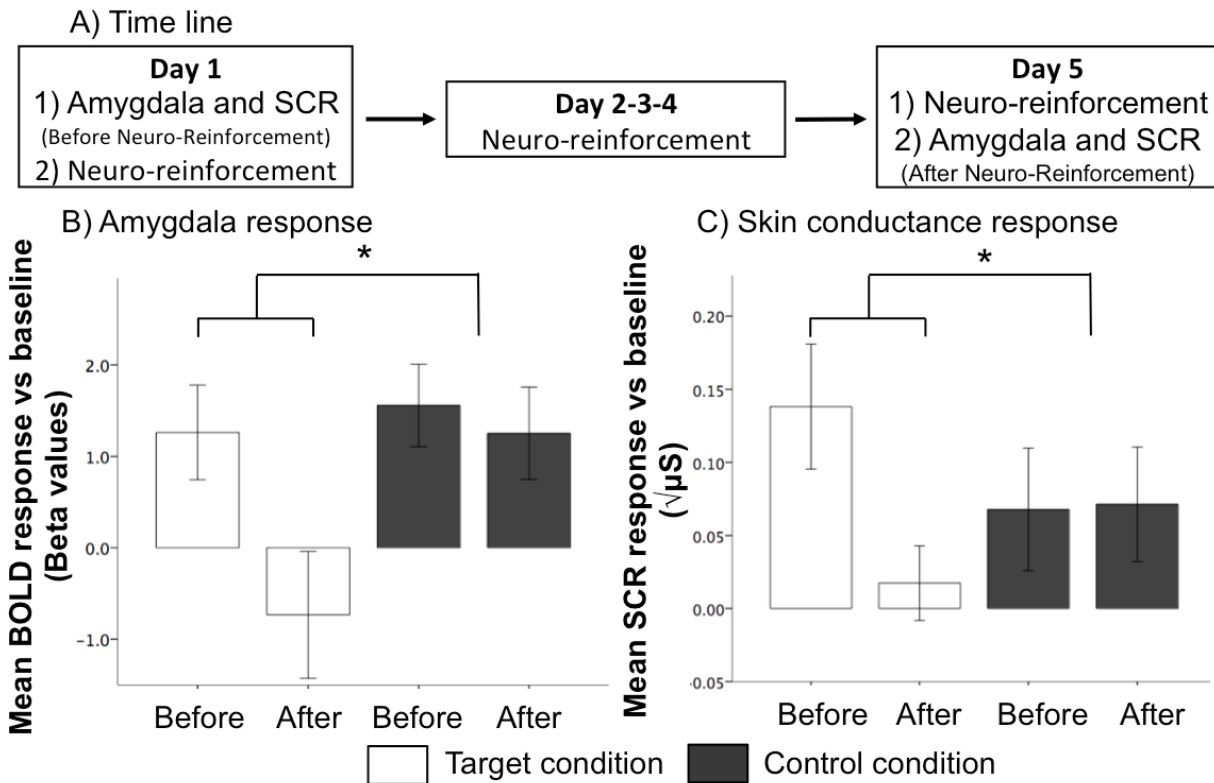 A) Time line
Day 1
1) Amygdala and SCR
(Before Neuro-Reinforcement)
2) Neuro-reinforcement
Day 2-3-4
Neuro-reinforcement
Day 5
1) Neuro-reinforcement
2) Amygdala and SCR
(After Neuro-Reinforcement)
B) Amygdala response
*
Mean BOLD response vs baseline
(Beta values)
2.0
1.0
0.0
-1.0
Before
After
Before
After
C) Skin conductance response
*
Mean SCR response vs baseline
(√μS)
0.20
0.15
0.10
0.05
0.00
0.05
Before
After
Before
After
Target condition
Control condition